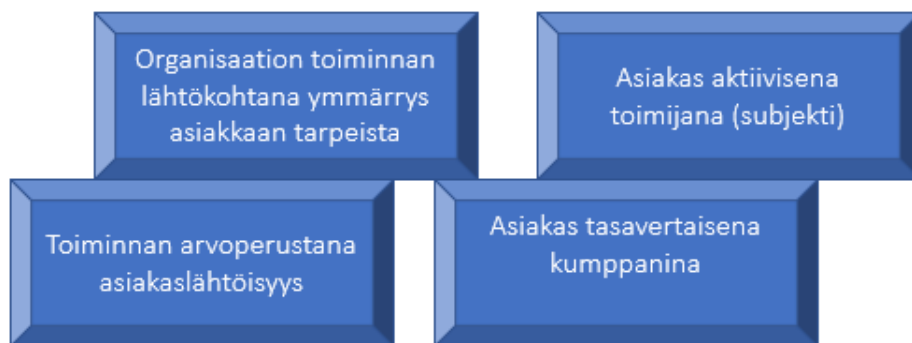 Organisaation toiminnan
lähtökohtana ymmärrys
asiakkaan tarpeista
Asiakas aktiivisena
toimijana (subjekti)
Toiminnan arvoperustana
asiakaslähtöisyys
Asiakas tasavertaisena
kumppanina